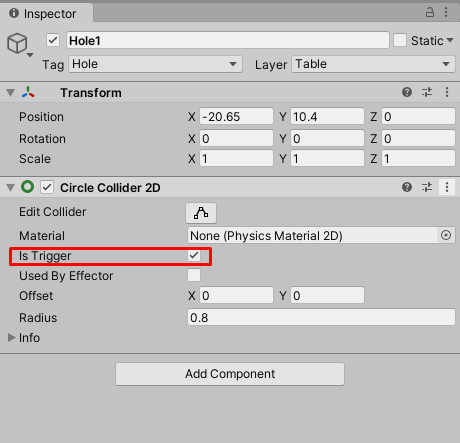 Inspector
Hole1 Static
Tag Hole Layer Table
Transform
Position X -20.65 Y 10.4 Z 0
Rotation X 0 Y 0 Z 0
Scale X 1 Y 1 Z 1
Circle Collider 2D
Edit Collider
Material None (Physics Material 2D)
Is Trigger
Used By Effector
Offset X 0 Y 0
Radius 0.8
Info
Add Component